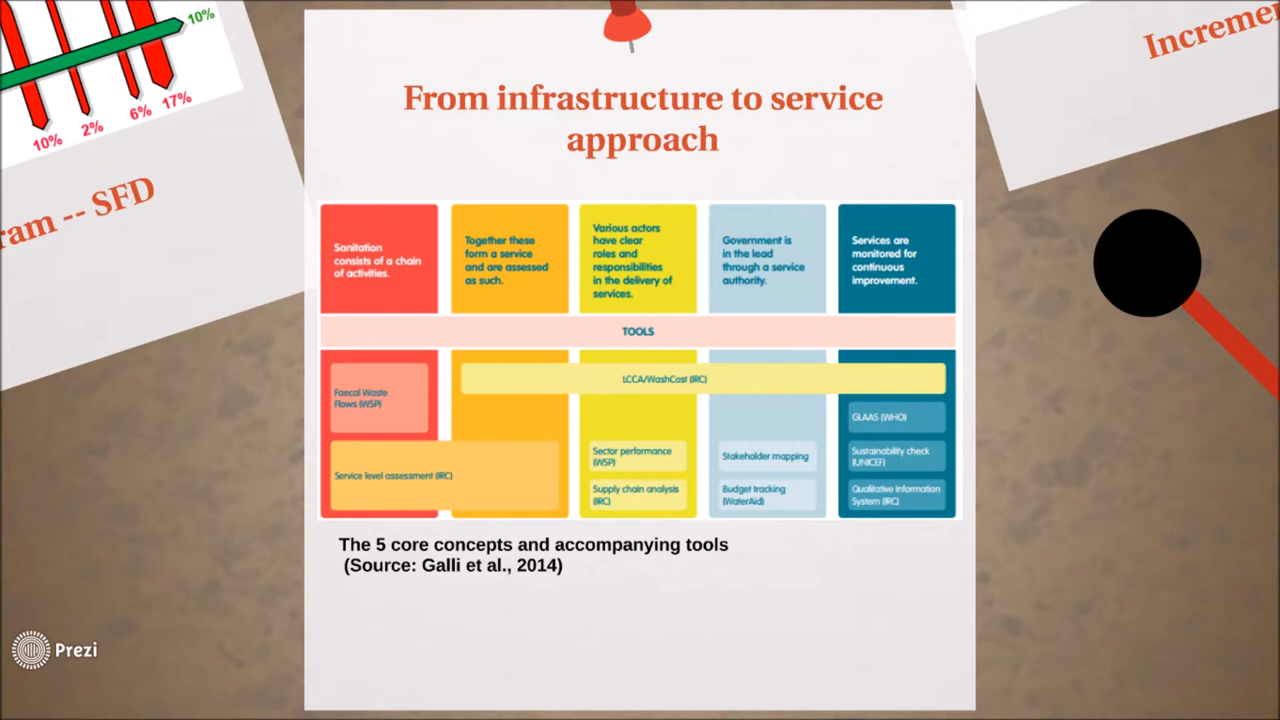 10%
10%
2%
6%
17%
ram -- SFD
From infrastructure to service
approach
Sanitation
consists of a chain
of activities.
Together these
form a service
and are assessed
as such.
Various actors
have clear
roles and
responsibilities
in the delivery of
services.
Government is
in the lead
through a service
authority.
Services are
monitored for
continuous
improvement.
TOOLS
Faecal Waste
Flows (WSP)
Service level assessment (IRC)
LCCA/WashCost (IRC)
Sector performance
(WSP)
Supply chain analysis
(IRC)
Stakeholder mapping
Budget tracking
(WaterAid)
GLAAS (WHO)
Sustainability check
(UNICEF)
Qualitative Information
System (IRC)
The 5 core concepts and accompanying tools
(Source: Galli et al., 2014)
Incremen
Prezi